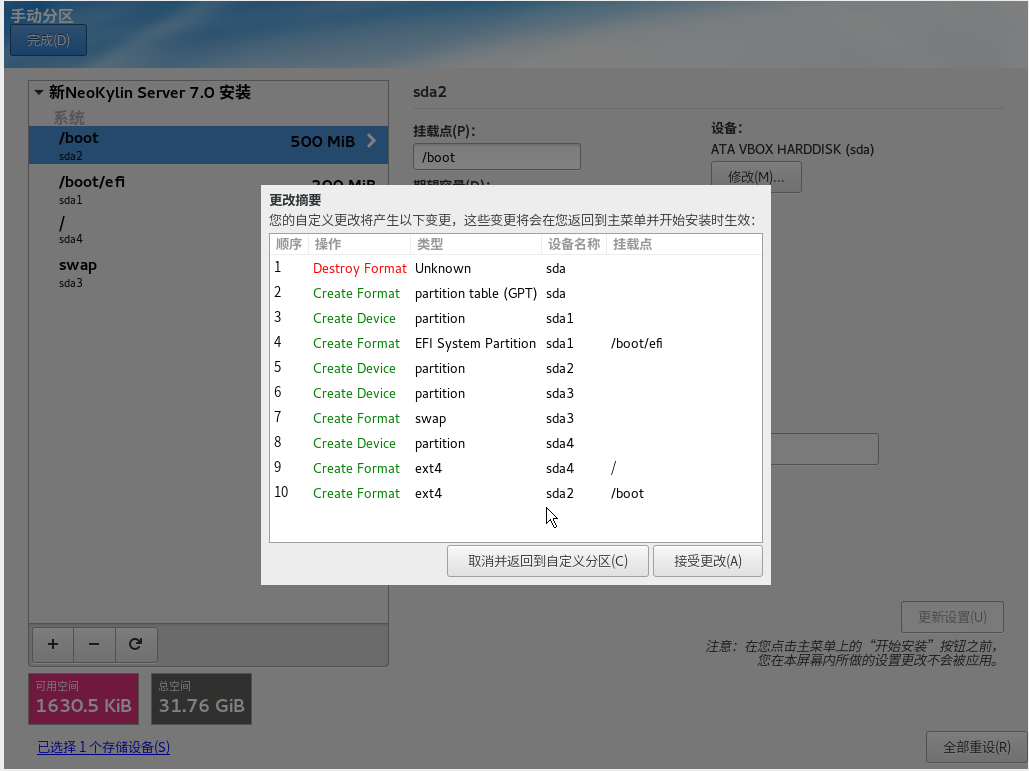 手动分区
完成(D)
新NeoKylin Server 7.0 安装
系统
/boot
500 MiB
sda2
/boot/efi
200 MiB
sda1
/
sda4
swap
sda3
sda2
挂载点(P):
/boot
期望容量(D):
设备:
ATA VBOX HARDDISK (sda)
修改(M)...
更改摘要
您的自定义更改将产生以下变更，这些变更将会在您返回到主菜单并开始安装时生效:
顺序 操作 类型 设备名称 挂载点
1 Destroy Format Unknown sda
2 Create Format partition table (GPT) sda
3 Create Device partition sda1
4 Create Format EFI System Partition sda1 /boot/efi
5 Create Device partition sda2
6 Create Device partition sda3
7 Create Format swap sda3
8 Create Device partition sda4
9 Create Format ext4 sda4 /
10 Create Format ext4 sda2 /boot
取消并返回到自定义分区(C)
接受更改(A)
更新设置(U)
注意：在您点击主菜单上的“开始安装”按钮之前，
您在本屏幕内所做的设置更改不会被应用。
+ −
可用空间
1630.5 KiB
总空间
31.76 GiB
已选择 1 个存储设备(S)
全部重设(R)